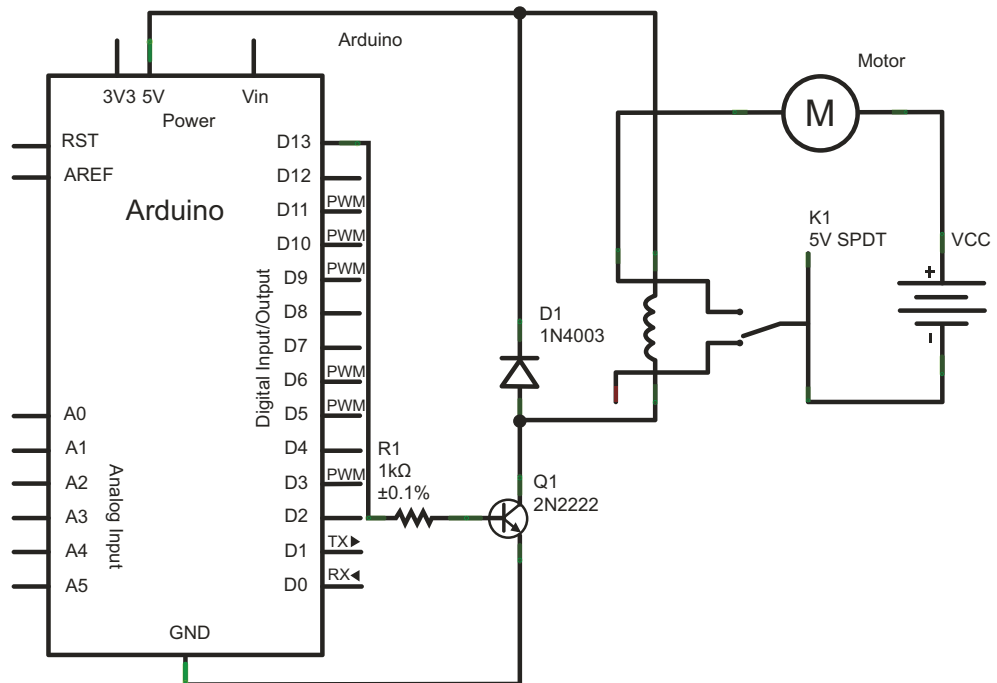 Arduino
Motor
M
3V3 5V Vin
Power
RST
AREF
Arduino
D13
D12
D11 PWM
D10 PWM
D9 PWM
D8
D7
D6 PWM
D5 PWM
D4
D3 PWM
D2
D1 TX▶
D0 RX◀
Digital Input/Output
A0
A1
A2
A3
A4
A5
Analog Input
GND
R1
1kΩ
±0.1%
Q1
2N2222
D1
1N4003
K1
5V SPDT
VCC
+
-